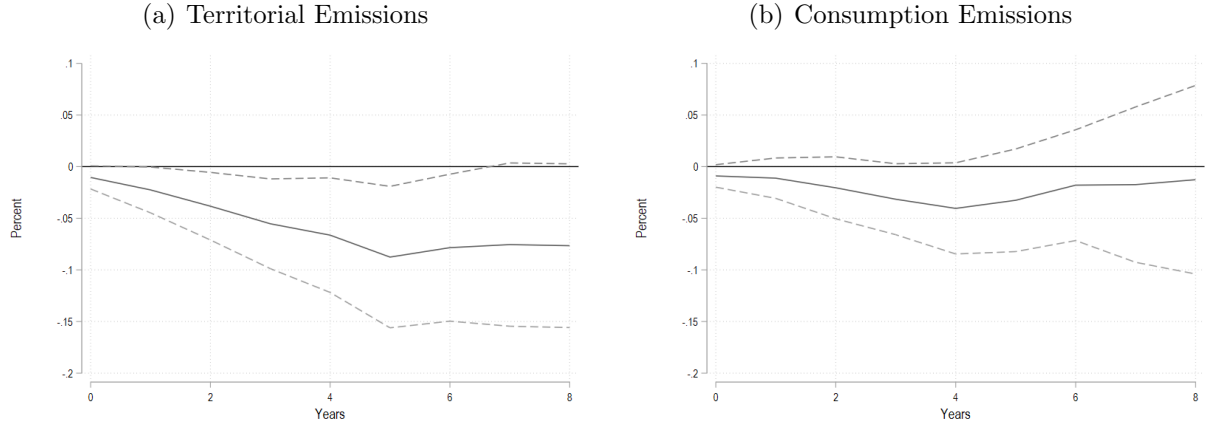 (a) Territorial Emissions
.1
.05
0
-.05
-.1
-.15
-.2
Percent
0 2 4 6 8
Years
(b) Consumption Emissions
.1
.05
0
-.05
-.1
-.15
-.2
Percent
0 2 4 6 8
Years